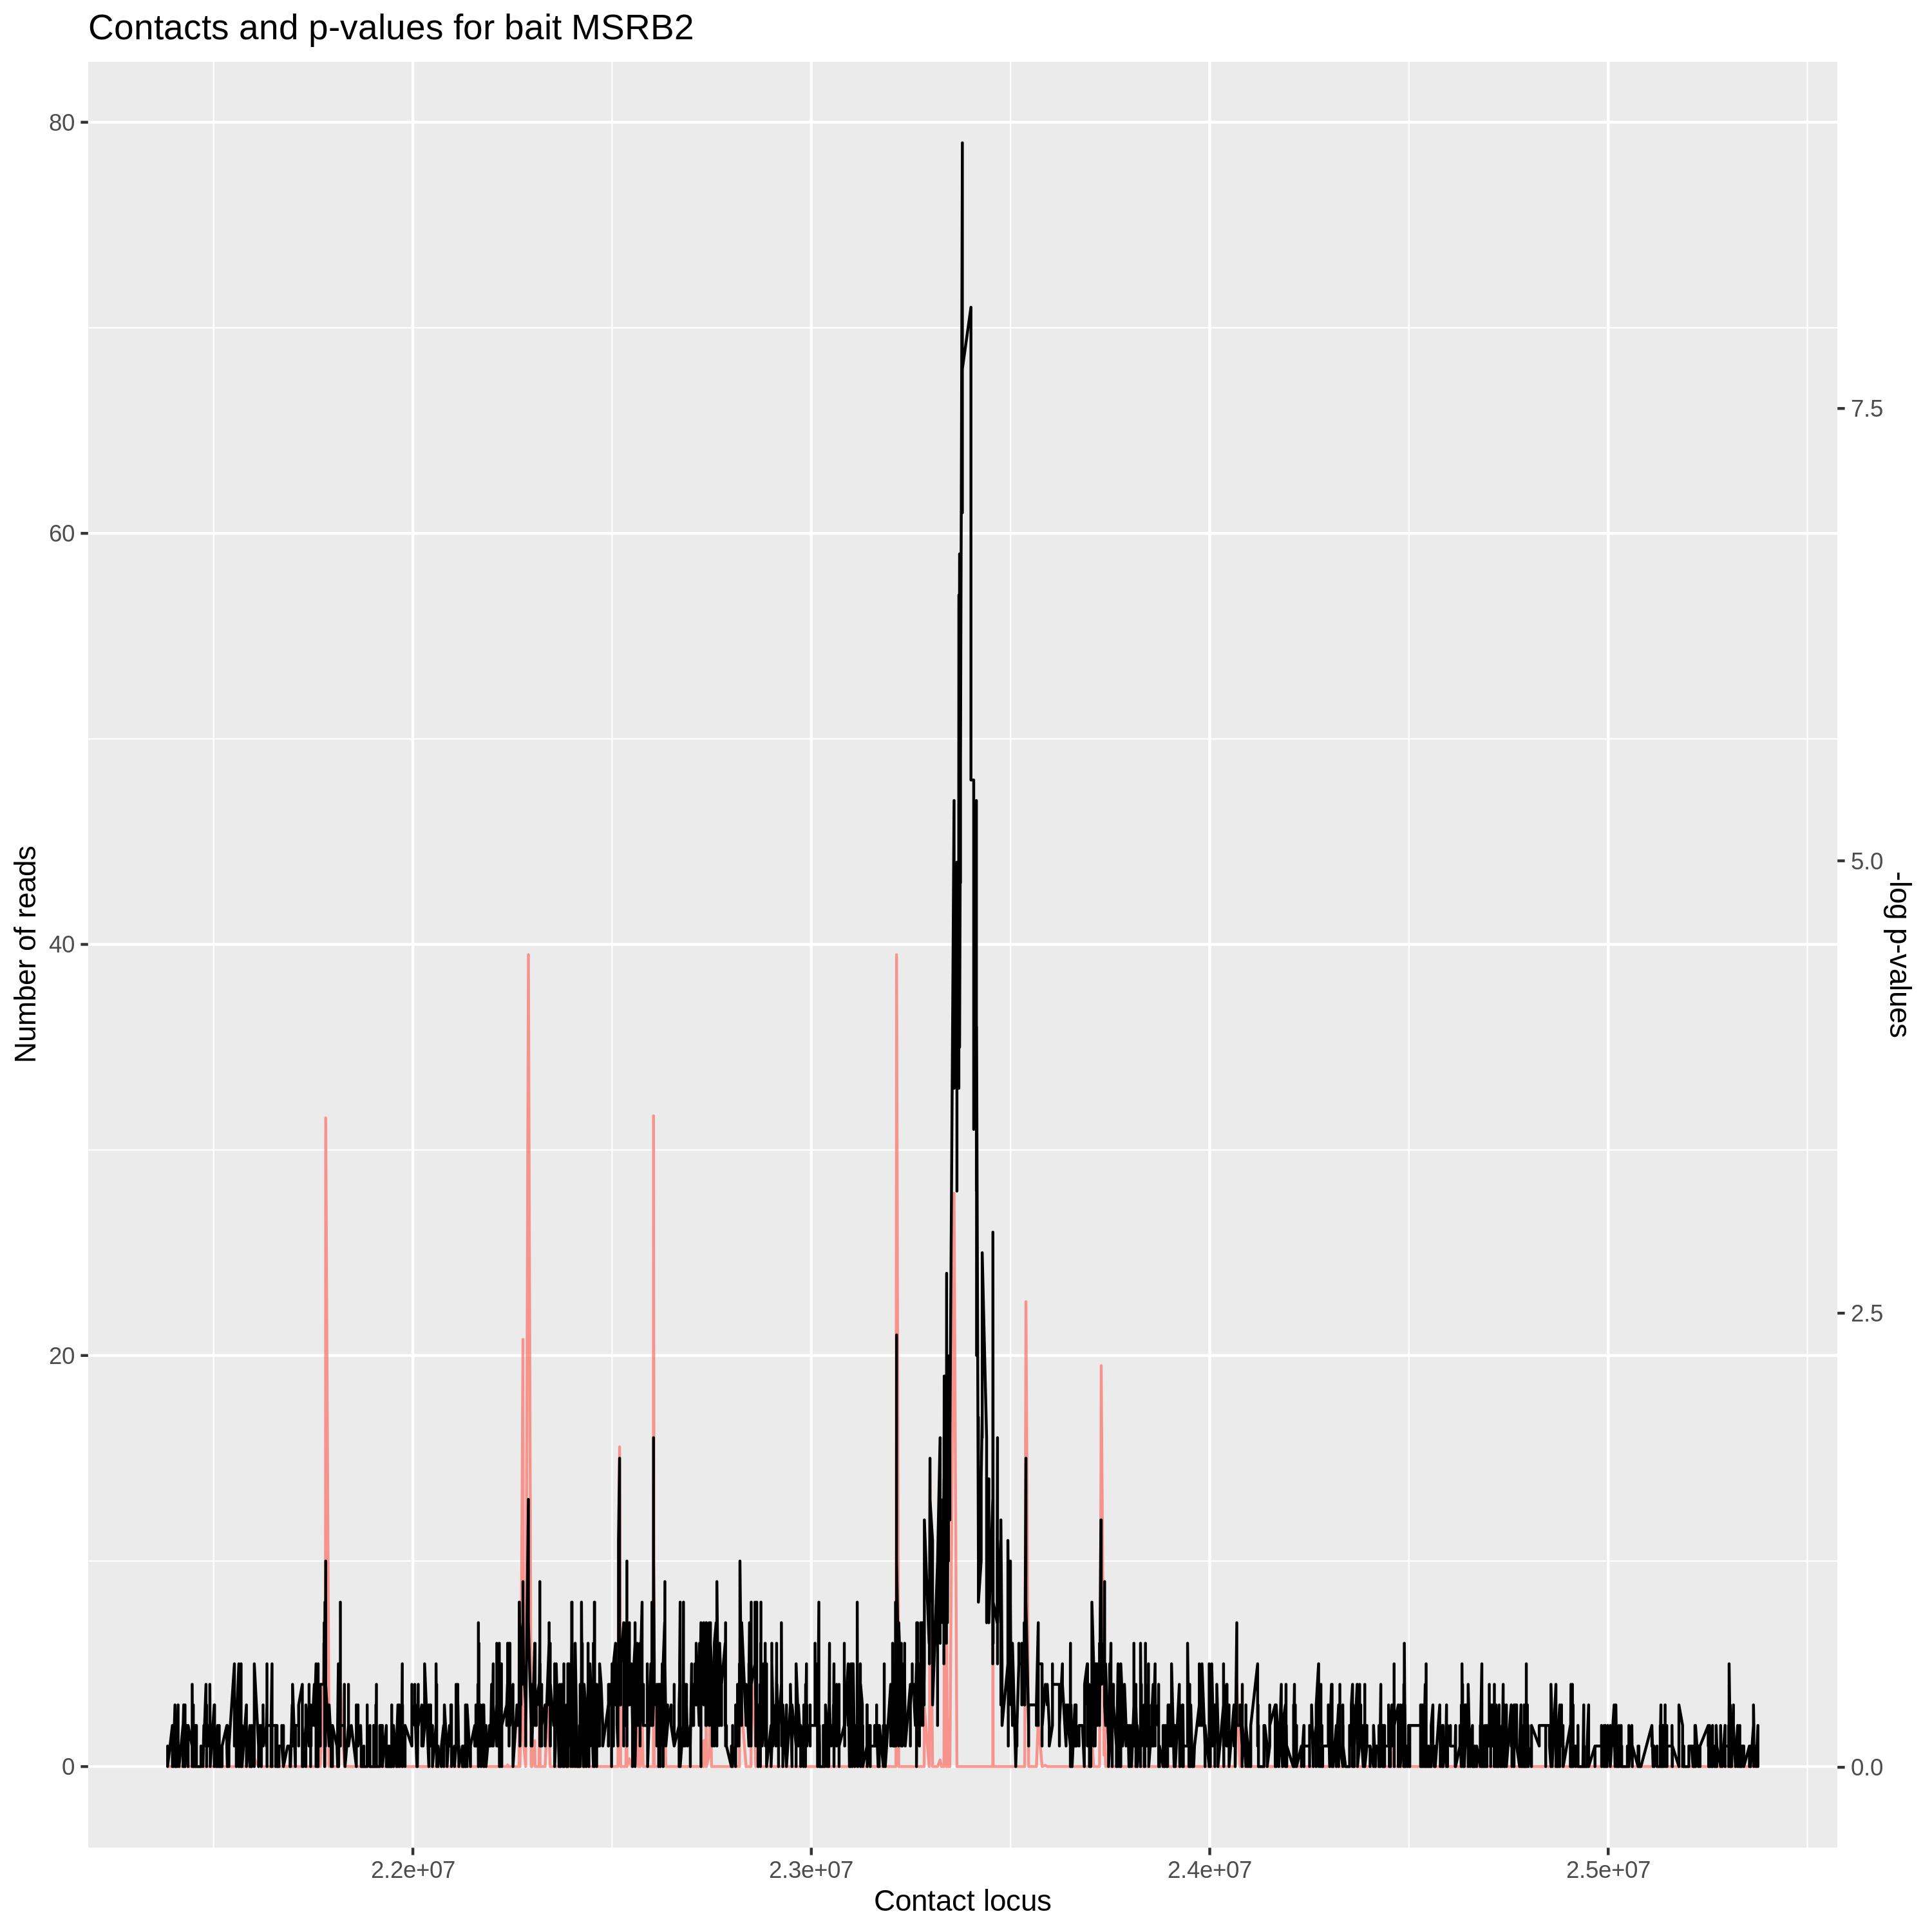 Contacts and p-values for bait MSRB2
80
60
40
20
0
Number of reads
7.5
5.0
2.5
0.0
-log p-values
2.2e+07
2.3e+07
2.4e+07
2.5e+07
Contact locus